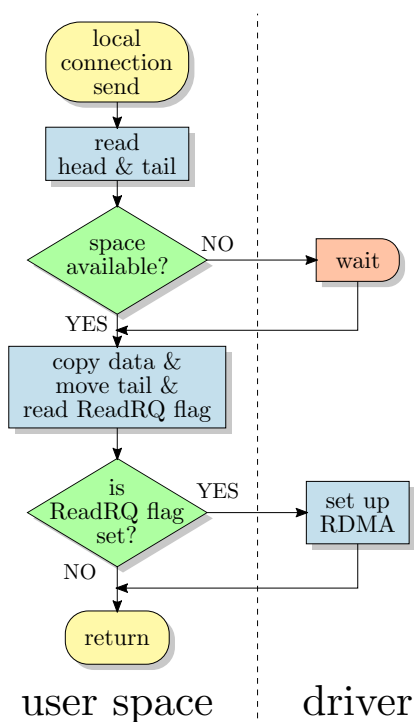 local
connection
send
read
head & tail
space
available?
NO
wait
YES
copy data &
move tail &
read ReadRQ flag
is
ReadRQ flag
set?
YES
set up
RDMA
NO
return
user space
driver